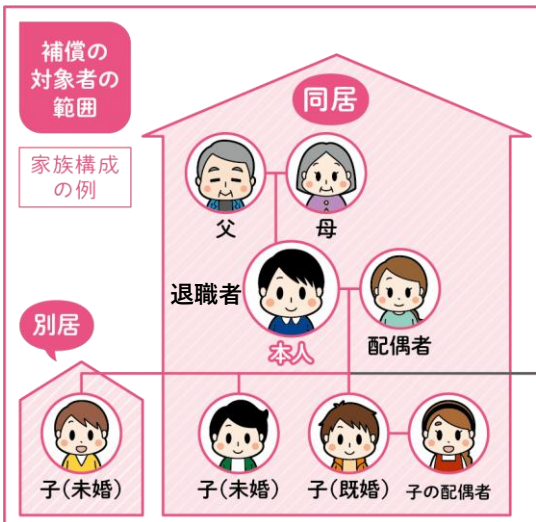 補償の
対象者の
範囲
同居
家族構成
の例
父
母
退職者
本人
配偶者
別居
子(未婚)
子(未婚)
子(既婚)
子の配偶者